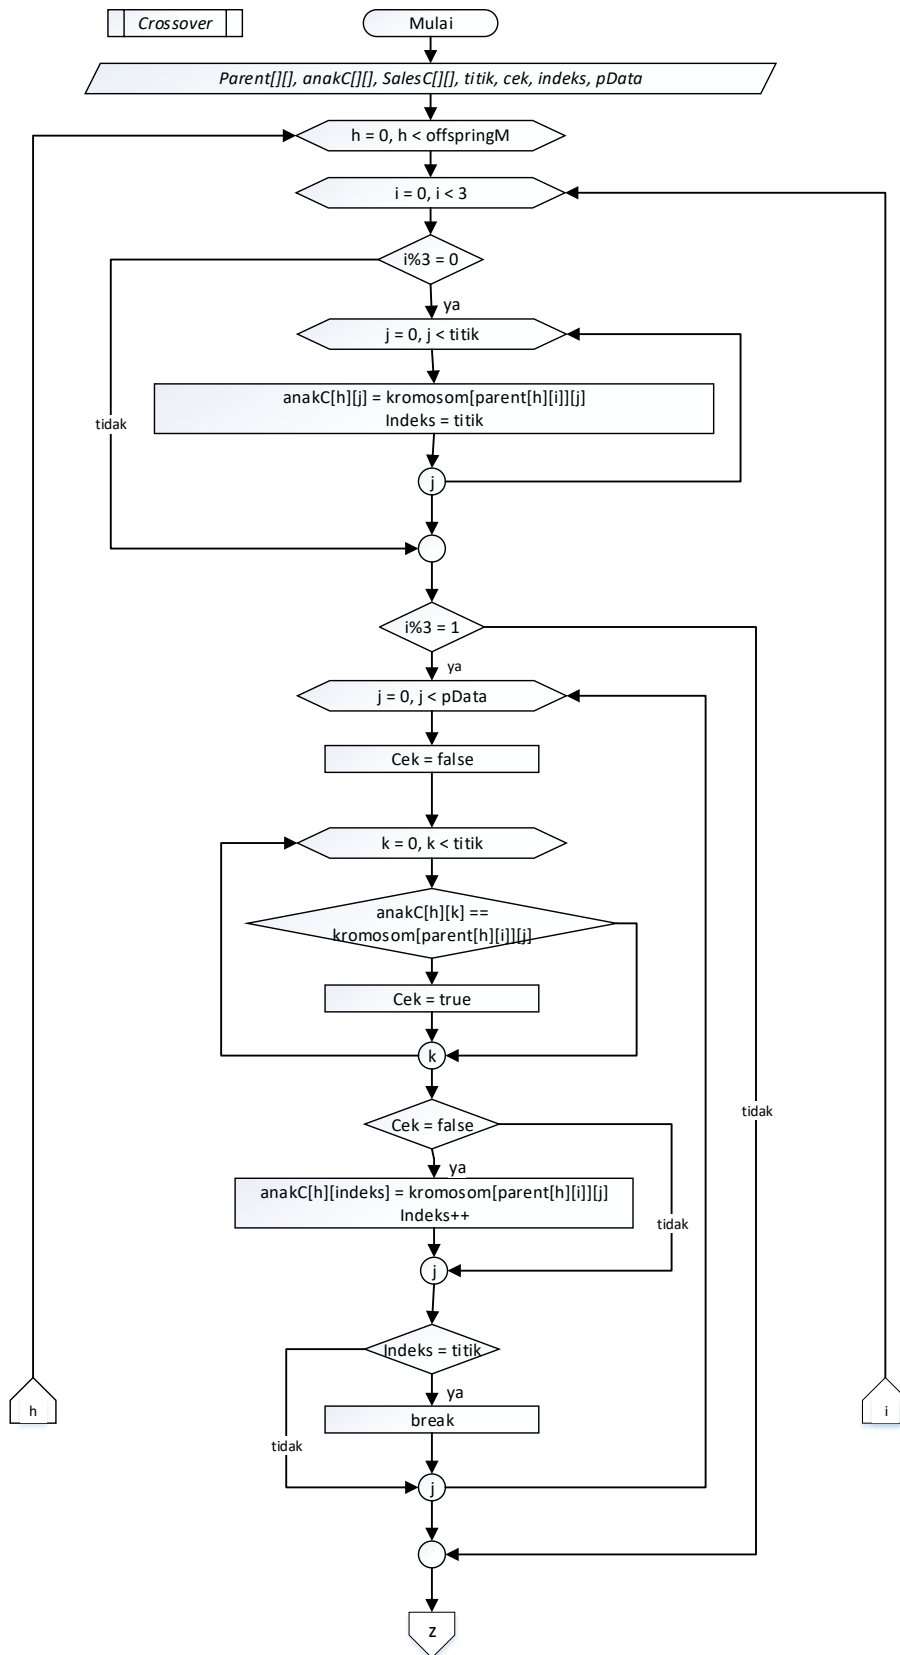 Crossover
Mulai
Parent[][], anakC[][], SalesC[][], titik, cek, indeks, pData
h = 0, h < offspringM
i = 0, i < 3
i%3 = 0
ya
j = 0, j < titik
anakC[h][j] = kromosom[parent[h][i]][j]
Indeks = titik
tidak
j
i%3 = 1
ya
j = 0, j < pData
Cek = false
k = 0, k < titik
anakC[h][k] ==
kromosom[parent[h][i]][j]
Cek = true
k
tidak
Cek = false
ya
anakC[h][indeks] = kromosom[parent[h][i]][j]
Indeks++
tidak
j
Indeks = titik
ya
h
break
i
tidak
j
z